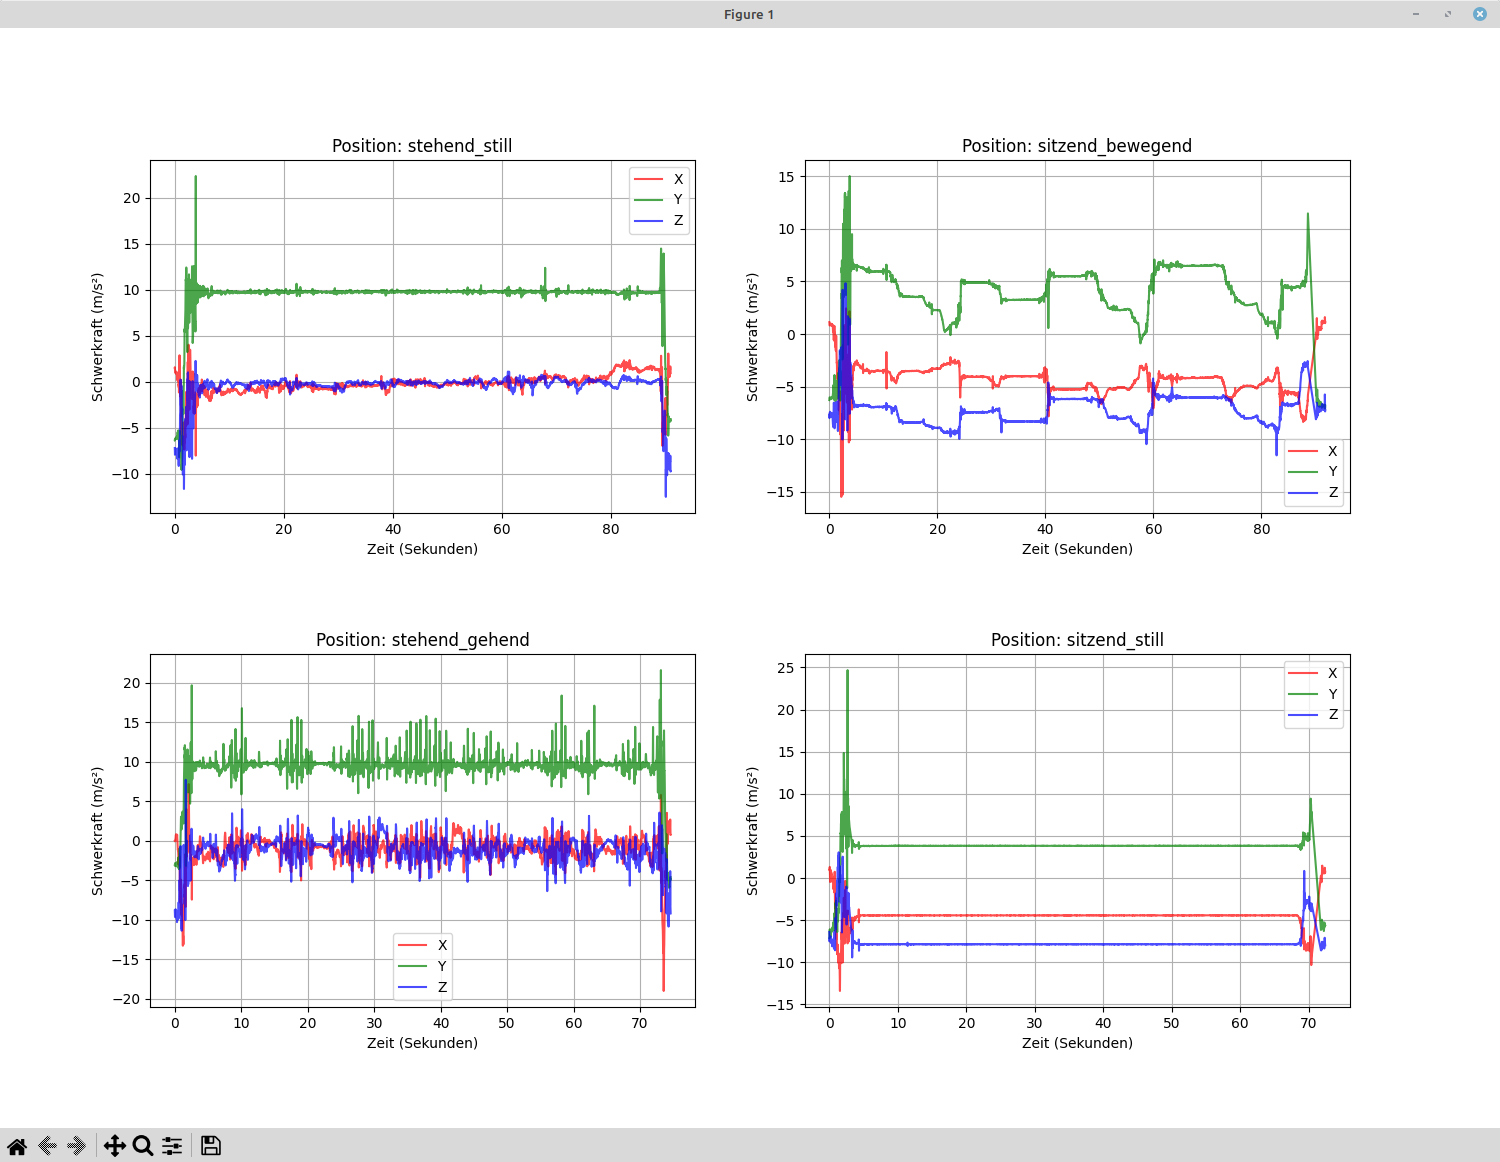 Figure 1
Position: stehend_still
Schwerkraft (m/s²)
20
15
10
5
0
−5
−10
X
Y
Z
0 20 40 60 80
Zeit (Sekunden)
Position: sitzend_bewegend
Schwerkraft (m/s²)
15
10
5
0
−5
−10
−15
X
Y
Z
0 20 40 60 80
Zeit (Sekunden)
Position: stehend_gehend
Schwerkraft (m/s²)
20
15
10
5
0
−5
−10
−15
−20
X
Y
Z
0 10 20 30 40 50 60 70
Zeit (Sekunden)
Position: sitzend_still
Schwerkraft (m/s²)
25
20
15
10
5
0
−5
−10
−15
X
Y
Z
0 10 20 30 40 50 60 70
Zeit (Sekunden)